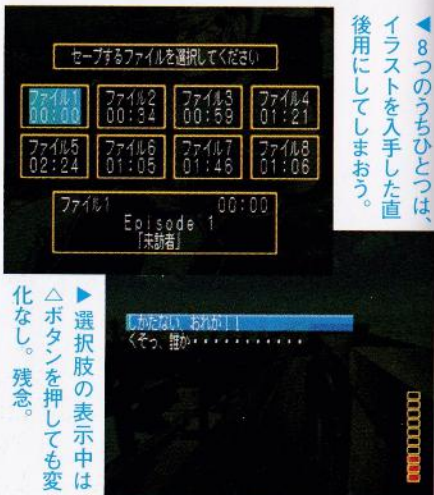 セーブするファイルを選択してください
ファイル1
00:00
ファイル2
00:34
ファイル3
00:59
ファイル4
01:21
ファイル5
02:24
ファイル6
01:05
ファイル7
01:46
ファイル8
01:06
ファイル1 00:00
Episode 1
「来訪者」
◀8つのうちひとつは、
イラストを入手した直
後用にしてしまおう。
しかたない、おれが!!
くそっ、誰か············
▶選択肢の表示中は
△ボタンを押しても変
化なし。残念。